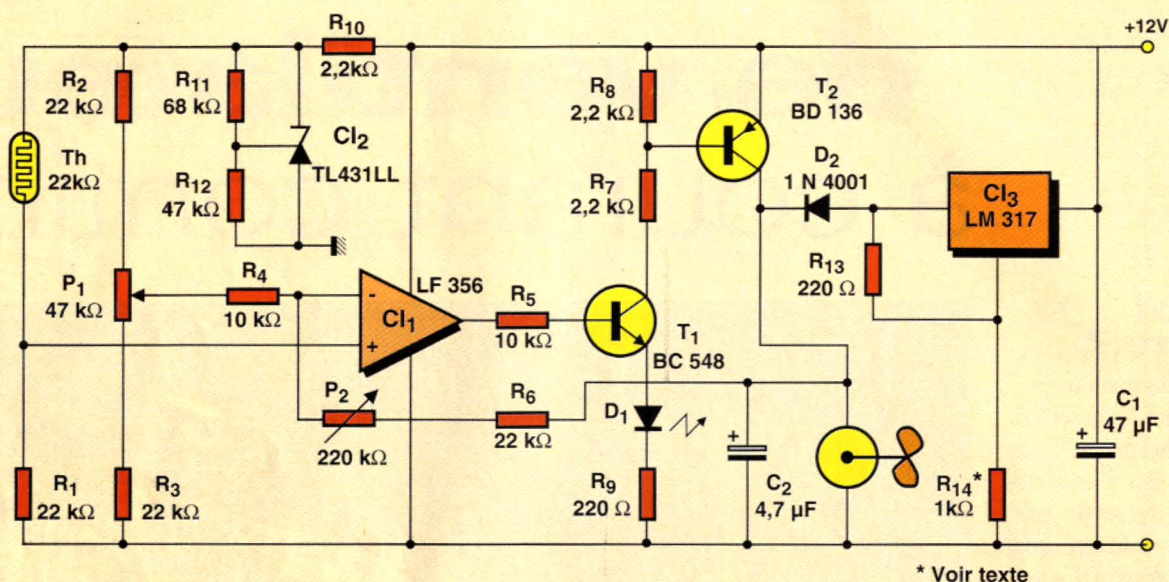 +12V
R10
2,2kΩ
R2
22 kΩ
R11
68 kΩ
R8
2,2 kΩ
T2
BD 136
Th
22kΩ
CI2
TL431LL
R12
47 kΩ
R7
2,2 kΩ
D2
1 N 4001
CI3
LM 317
P1
47 kΩ
R4
10 kΩ
-
+
CI1
LF 356
R5
10 kΩ
T1
BC 548
R13
220 Ω
P2
220 kΩ
R6
22 kΩ
D1
+
C2
4,7 µF
C1
47 µF
+
R1
22 kΩ
R3
22 kΩ
R9
220 Ω
R14*
1kΩ
* Voir texte